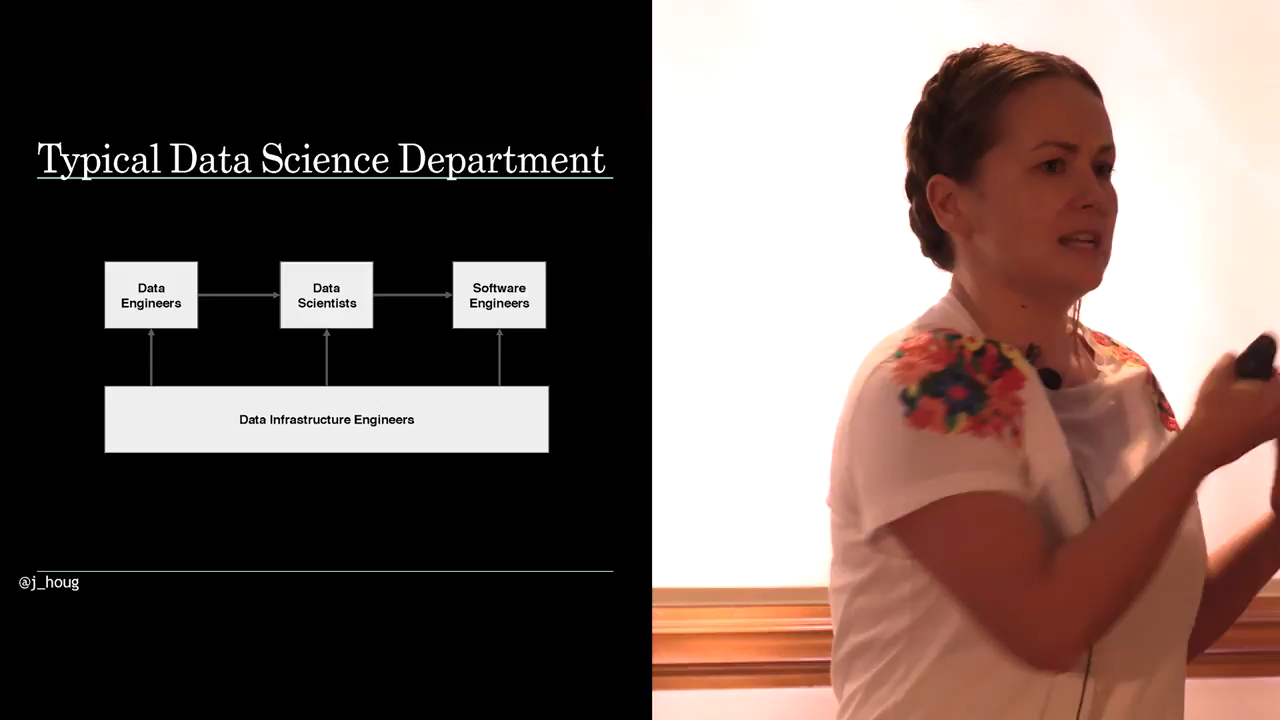 Typical Data Science Department
Data
Engineers
Data
Scientists
Software
Engineers
Data Infrastructure Engineers
@j_houg